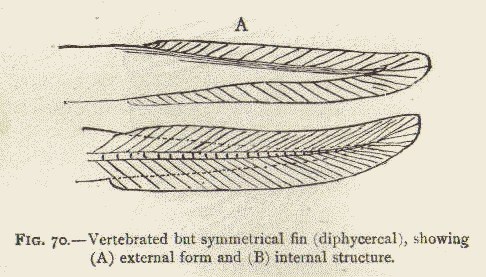 A
FIG. 70.—Vertebrated but symmetrical fin (diphycercal), showing
(A) external form and (B) internal structure.